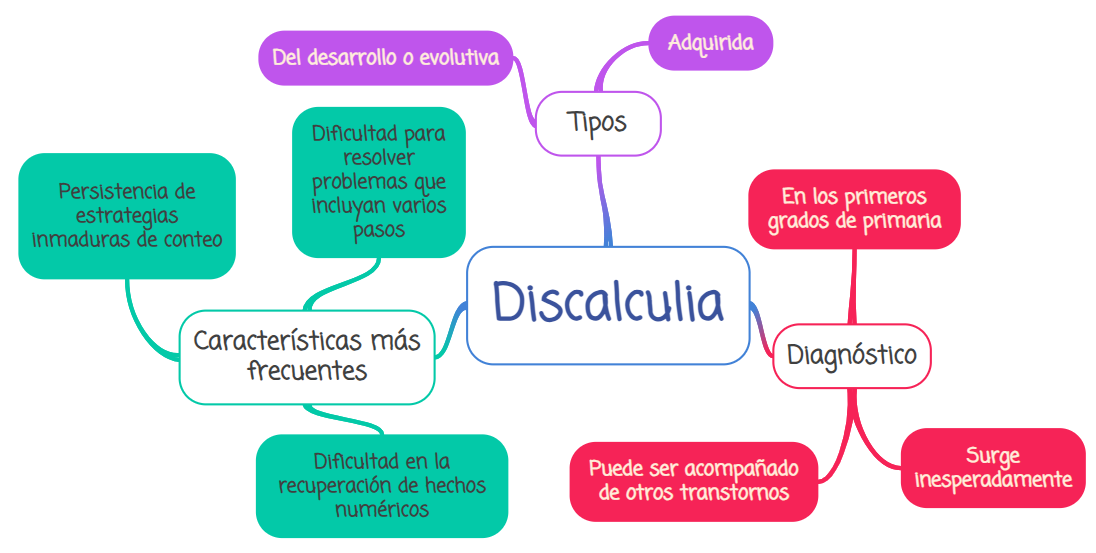 Adquirida
Del desarrollo o evolutiva
Tipos
Dificultad para
resolver
problemas que
incluyan varios
pasos
Persistencia de
estrategias
inmaduras de conteo
En los primeros
grados de primaria
Discalculia
Características más
frecuentes
Diagnóstico
Dificultad en la
recuperación de hechos
numéricos
Puede ser acompañado
de otros transtornos
Surge
inesperadamente